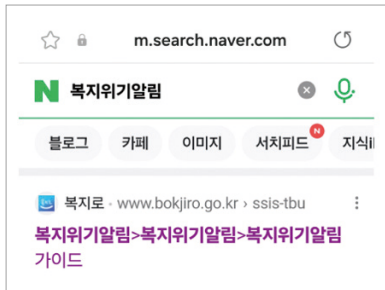 m.search.naver.com
N 복지위기알림
블로그 카페 이미지 서치피드 N 지식i
복지로 · www.bokjiro.go.kr › ssis-tbu
복지위기알림>복지위기알림>복지위기알림
가이드